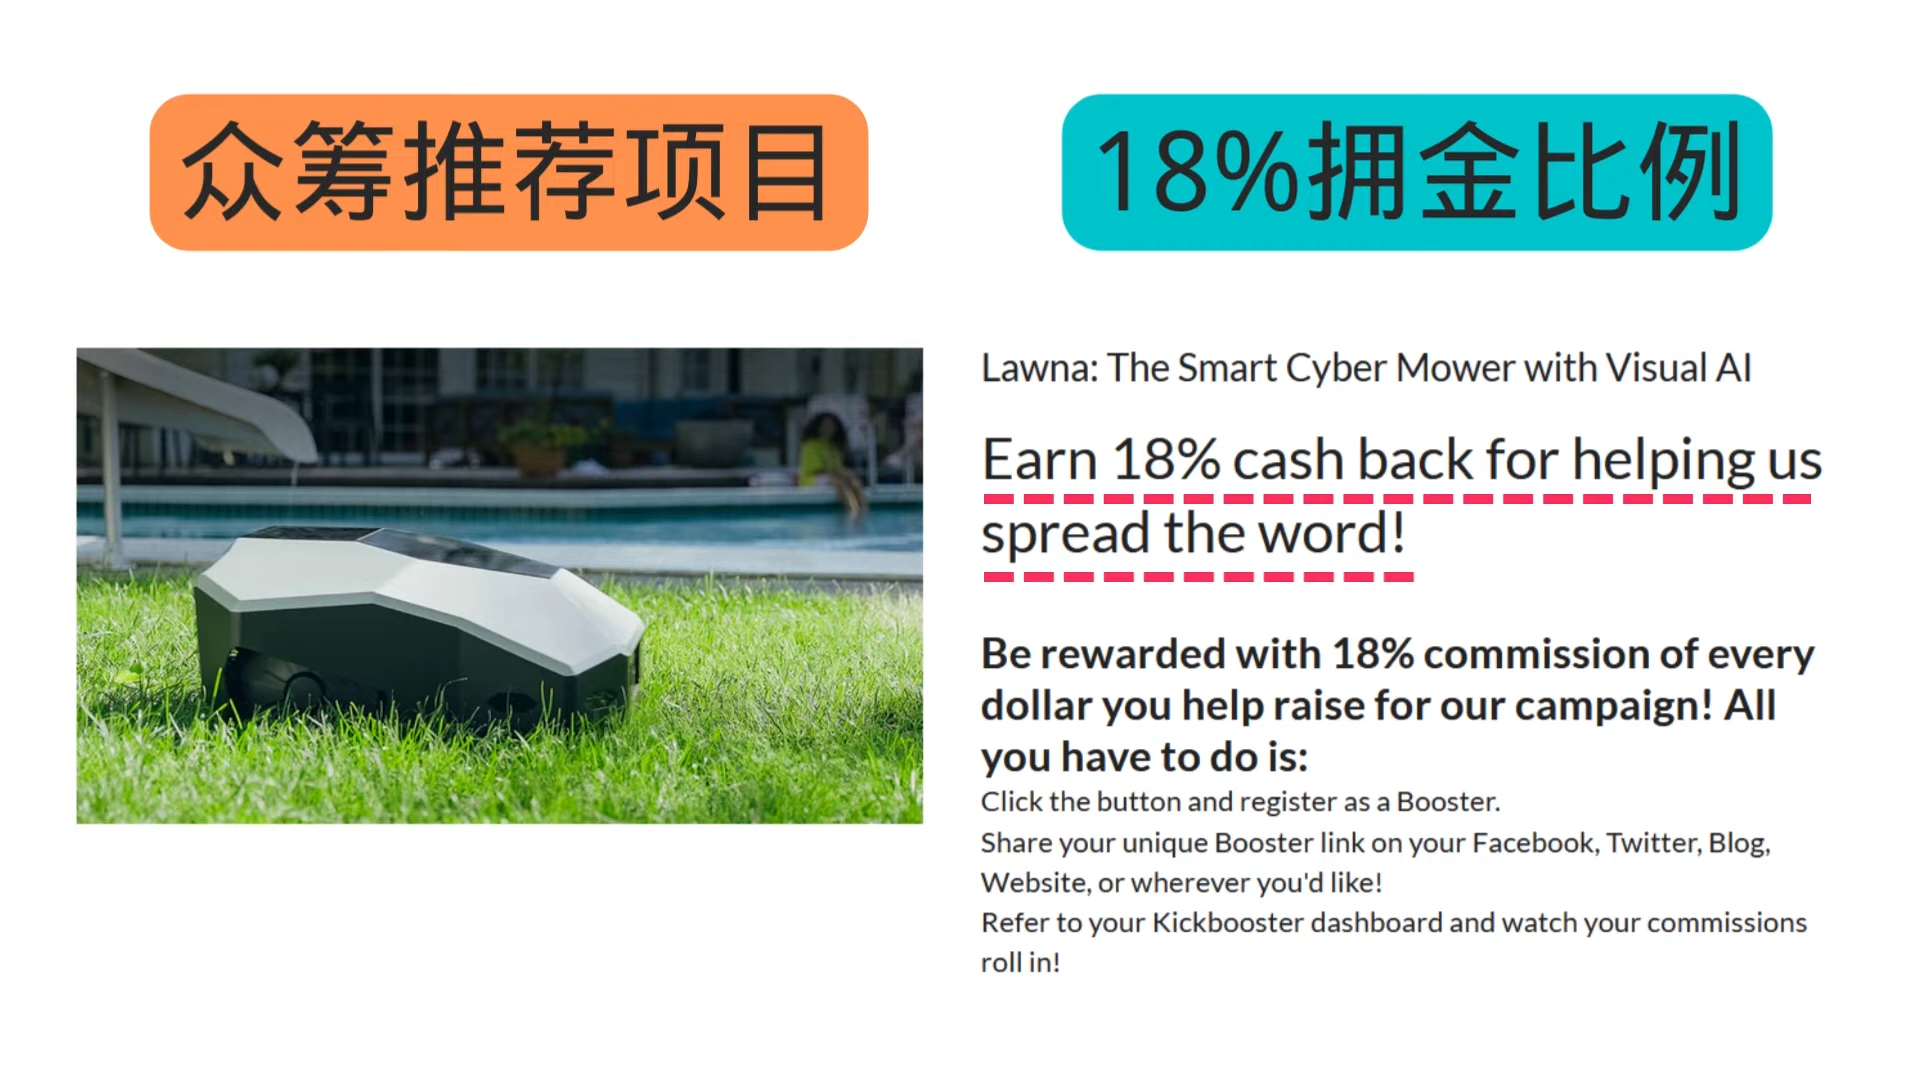 众筹推荐项目
18%拥金比例
Lawna: The Smart Cyber Mower with Visual AI
Earn 18% cash back for helping us
spread the word!
Be rewarded with 18% commission of every
dollar you help raise for our campaign! All
you have to do is:
Click the button and register as a Booster.
Share your unique Booster link on your Facebook, Twitter, Blog,
Website, or wherever you'd like!
Refer to your Kickbooster dashboard and watch your commissions
roll in!